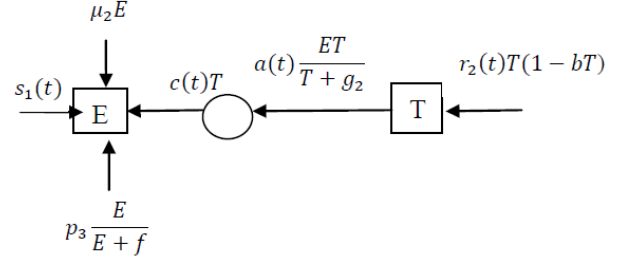 μ₂E
s₁(t)
E
c(t)T
a(t) ET / T + g₂
T
r₂(t)T(1 − bT)
p₃ E / E + f